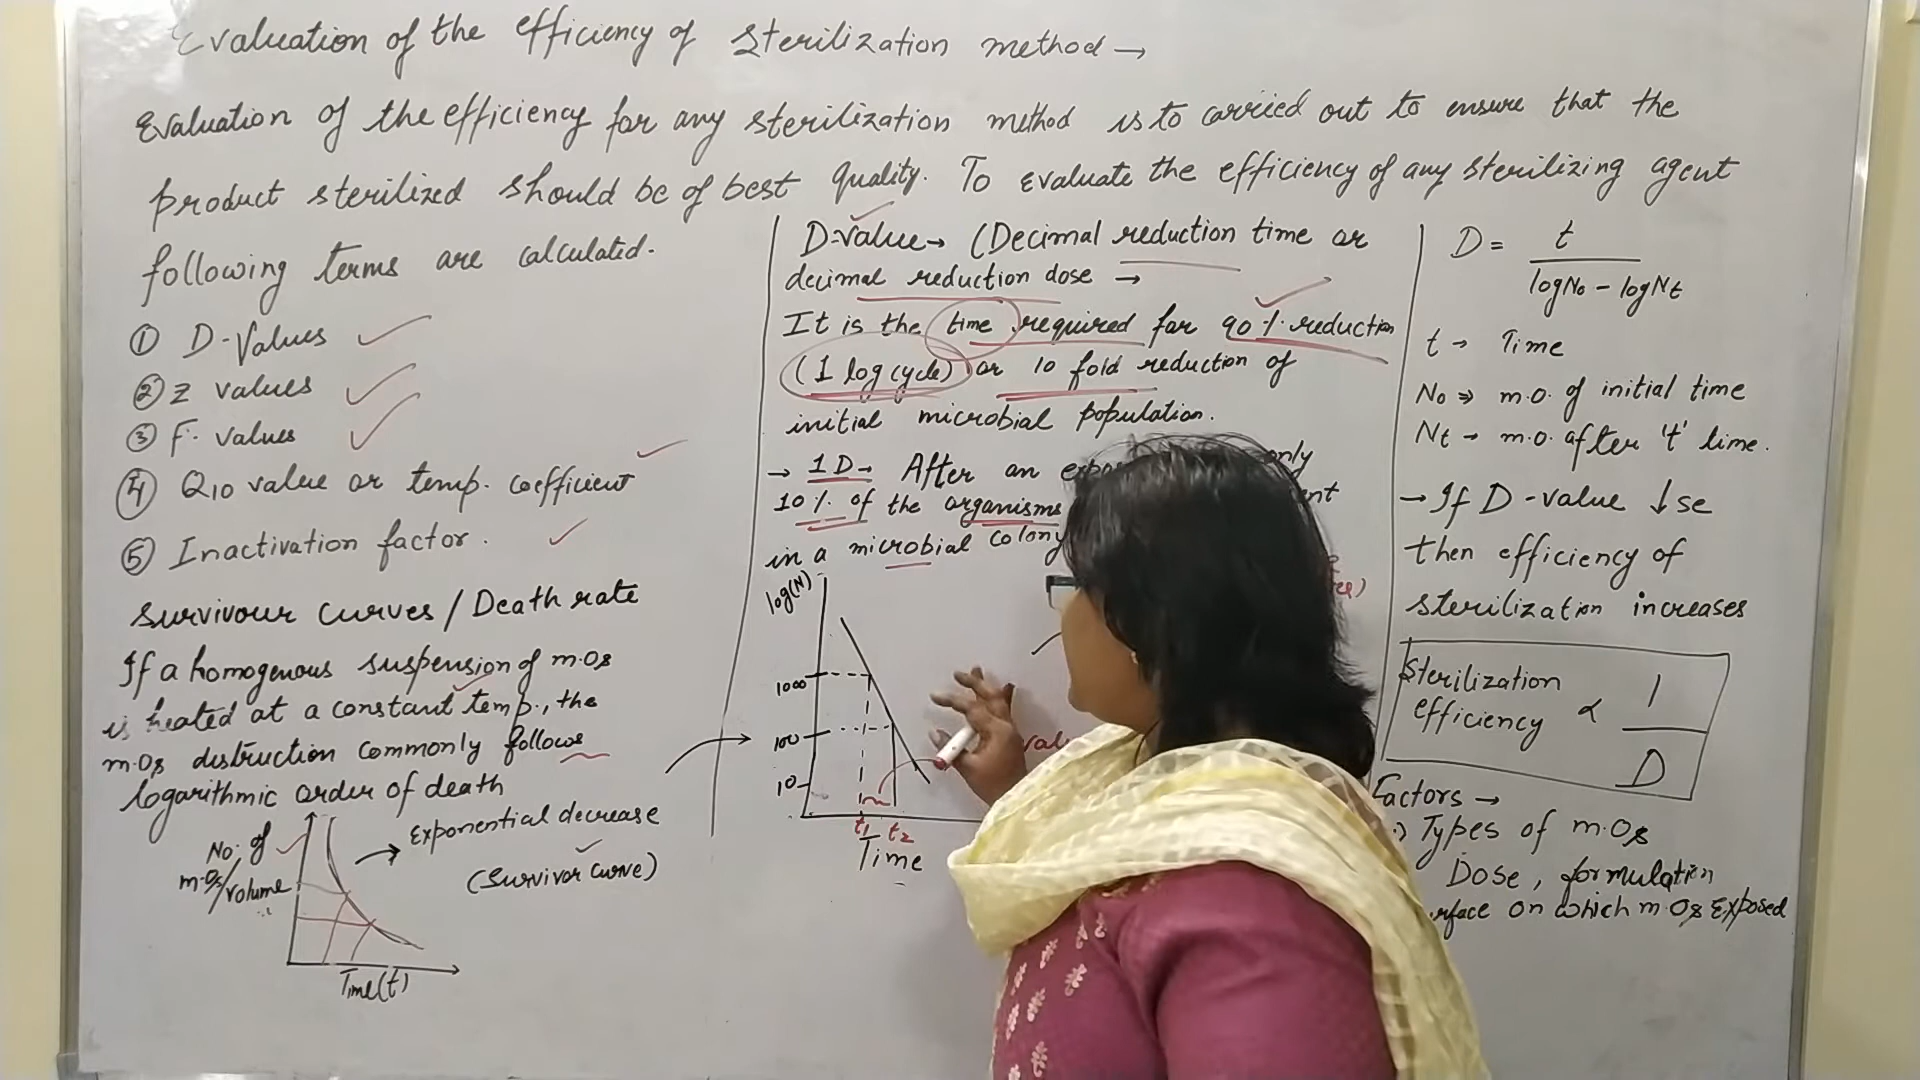 Evaluation of the efficiency of sterilization method →
Evaluation of the efficiency for any sterilization method is to carried out to ensure that the
product sterilized should be of best quality. To evaluate the efficiency of any sterilizing agent
following terms are calculated.
① D-Values
② Z values
③ F. values
④ Q10 value or temp. coefficient
⑤ Inactivation factor.
Survivour curves / Death rate
If a homogenous suspension of m.Os
is heated at a constant temp., the
m.Os distruction commonly follows
logarithmic order of death
Exponential decrease
(Survivor curve)
No. of
m.Os/volume
Time(t)
D-value → (Decimal reduction time or
decimal reduction dose →
It is the time required for 90% reduction
(1 log cycle) or 10 fold reduction of
initial microbial population.
→ 1D → After an only
10% of the organisms
in a microbial colony
log(N)
1000
100
10
t1 t2
Time
D = t / logN0 - logNt
t → Time
N0 ⇒ m.o. of initial time
Nt → m.o. after 't' time.
→ If D-value ↓se
then efficiency of
sterilization increases
Sterilization efficiency ∝ 1/D
Factors →
Types of m.Os
Dose, formulation
on which m.Os Exposed